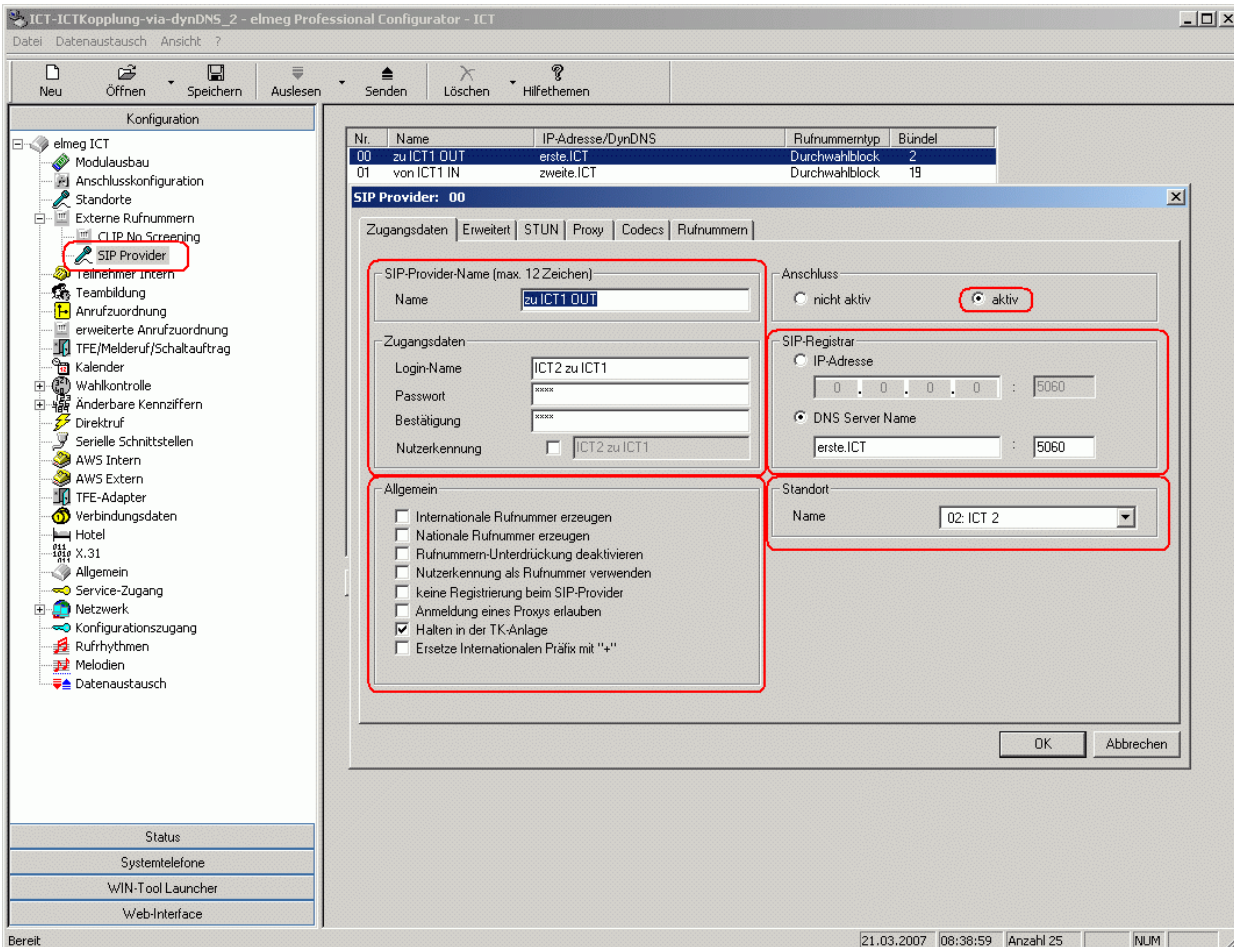 ICT-ICTKopplung-via-dynDNS_2 - elmeg Professional Configurator - ICT
Datei Datenaustausch Ansicht ?
Neu Öffnen Speichern Auslesen Senden Löschen Hilfethemen
Konfiguration
elmeg ICT
Modulausbau
Anschlusskonfiguration
Standorte
Externe Rufnummern
CLIP No Screening
SIP Provider
Teilnehmer Intern
Teambildung
Anrufzuordnung
erweiterte Anrufzuordnung
TFE/Melderuf/Schaltauftrag
Kalender
Wahlkontrolle
Änderbare Kennziffern
Direktruf
Serielle Schnittstellen
AWS Intern
AWS Extern
TFE-Adapter
Verbindungsdaten
Hotel
X.31
Allgemein
Service-Zugang
Netzwerk
Konfigurationszugang
Rufrhythmen
Melodien
Datenaustausch
Status
Systemtelefone
WIN-Tool Launcher
Web-Interface
Nr. Name IP-Adresse/DynDNS Rufnummerntyp Bündel
00 zu ICT1 OUT erste.ICT Durchwahlblock 2
01 von ICT1 IN zweite.ICT Durchwahlblock 19
SIP Provider: 00
Zugangsdaten Erweitert STUN Proxy Codecs Rufnummern
SIP-Provider-Name (max. 12 Zeichen)
Name zu ICT1 OUT
Zugangsdaten
Login-Name ICT2 zu ICT1
Passwort ××××
Bestätigung ××××
Nutzerkennung ICT2 zu ICT1
Allgemein
Internationale Rufnummer erzeugen
Nationale Rufnummer erzeugen
Rufnummern-Unterdrückung deaktivieren
Nutzerkennung als Rufnummer verwenden
keine Registrierung beim SIP-Provider
Anmeldung eines Proxys erlauben
Halten in der TK-Anlage
Ersetze Internationalen Präfix mit "+"
Anschluss
nicht aktiv aktiv
SIP-Registrar
IP-Adresse
0 . 0 . 0 . 0 : 5060
DNS Server Name
erste.ICT : 5060
Standort
Name 02: ICT 2
OK Abbrechen
Bereit 21.03.2007 08:38:59 Anzahl 25 NUM